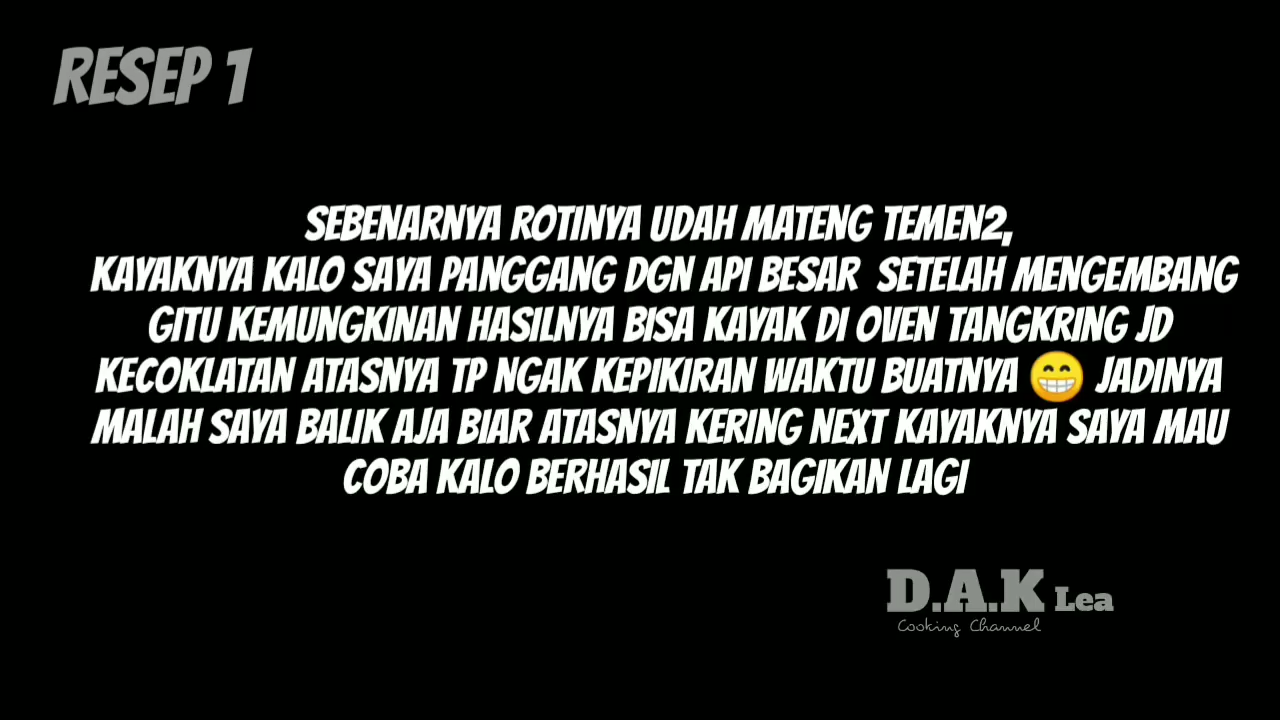 RESEP 1
SEBENARNYA ROTINYA UDAH MATENG TEMEN2,
KAYAKNYA KALO SAYA PANGGANG DGN API BESAR SETELAH MENGEMBANG
GITU KEMUNGKINAN HASILNYA BISA KAYAK DI OVEN TANGKRING JD
KECOKLATAN ATASNYA TP NGAK KEPIKIRAN WAKTU BUATNYA 😁 JADINYA
MALAH SAYA BALIK AJA BIAR ATASNYA KERING NEXT KAYAKNYA SAYA MAU
COBA KALO BERHASIL TAK BAGIKAN LAGI
D.A.K Lea
Cooking Channel